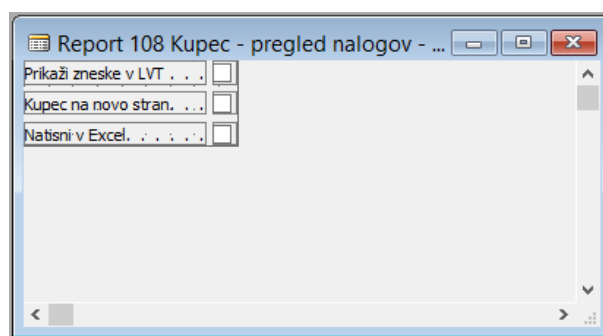 Report 108 Kupec - pregled nalogov - ...
Prikaži zneske v LVT . . .
Kupec na novo stran. . . .
Natisni v Excel. . . . . .